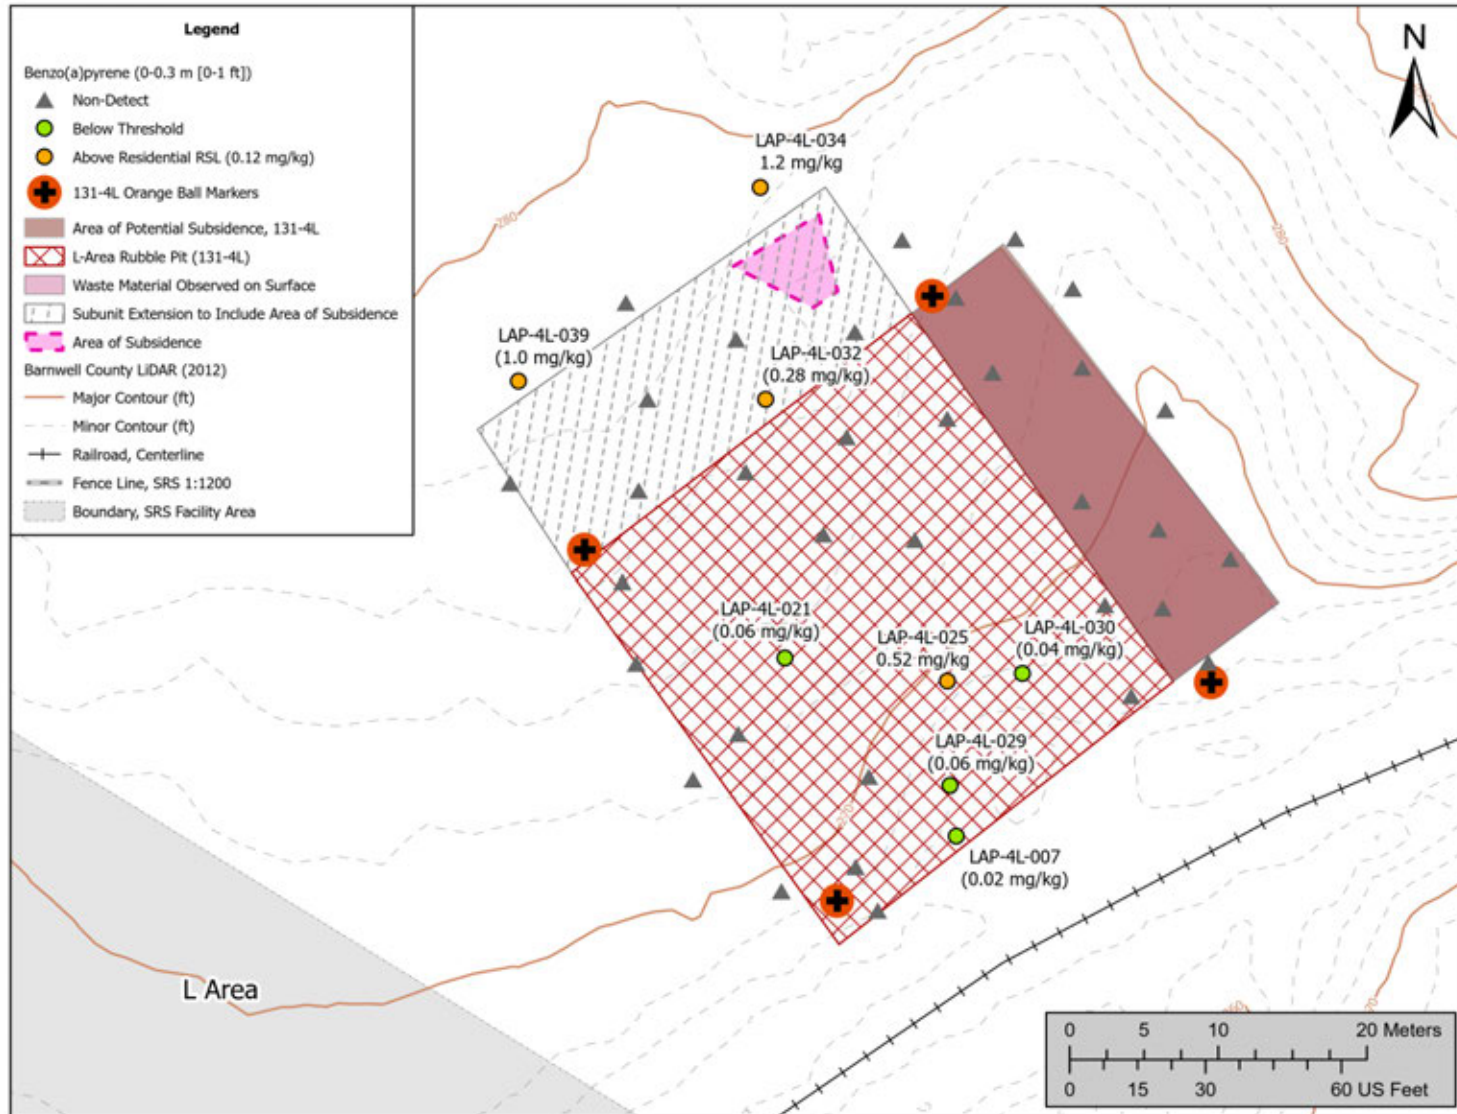 Legend
Benzo(a)pyrene (0-0.3 m [0-1 ft])
Non-Detect
Below Threshold
Above Residential RSL (0.12 mg/kg)
131-4L Orange Ball Markers
Area of Potential Subsidence, 131-4L
L-Area Rubble Pit (131-4L)
Waste Material Observed on Surface
Subunit Extension to Include Area of Subsidence
Area of Subsidence
Barnwell County LiDAR (2012)
Major Contour (ft)
Minor Contour (ft)
Railroad, Centerline
Fence Line, SRS 1:1200
Boundary, SRS Facility Area
N
LAP-4L-034
1.2 mg/kg
280
280
LAP-4L-039
(1.0 mg/kg)
LAP-4L-032
(0.28 mg/kg)
LAP-4L-021
(0.06 mg/kg)
LAP-4L-025
0.52 mg/kg
LAP-4L-030
(0.04 mg/kg)
LAP-4L-029
(0.06 mg/kg)
270
LAP-4L-007
(0.02 mg/kg)
L Area
0 5 10 20 Meters
0 15 30 60 US Feet